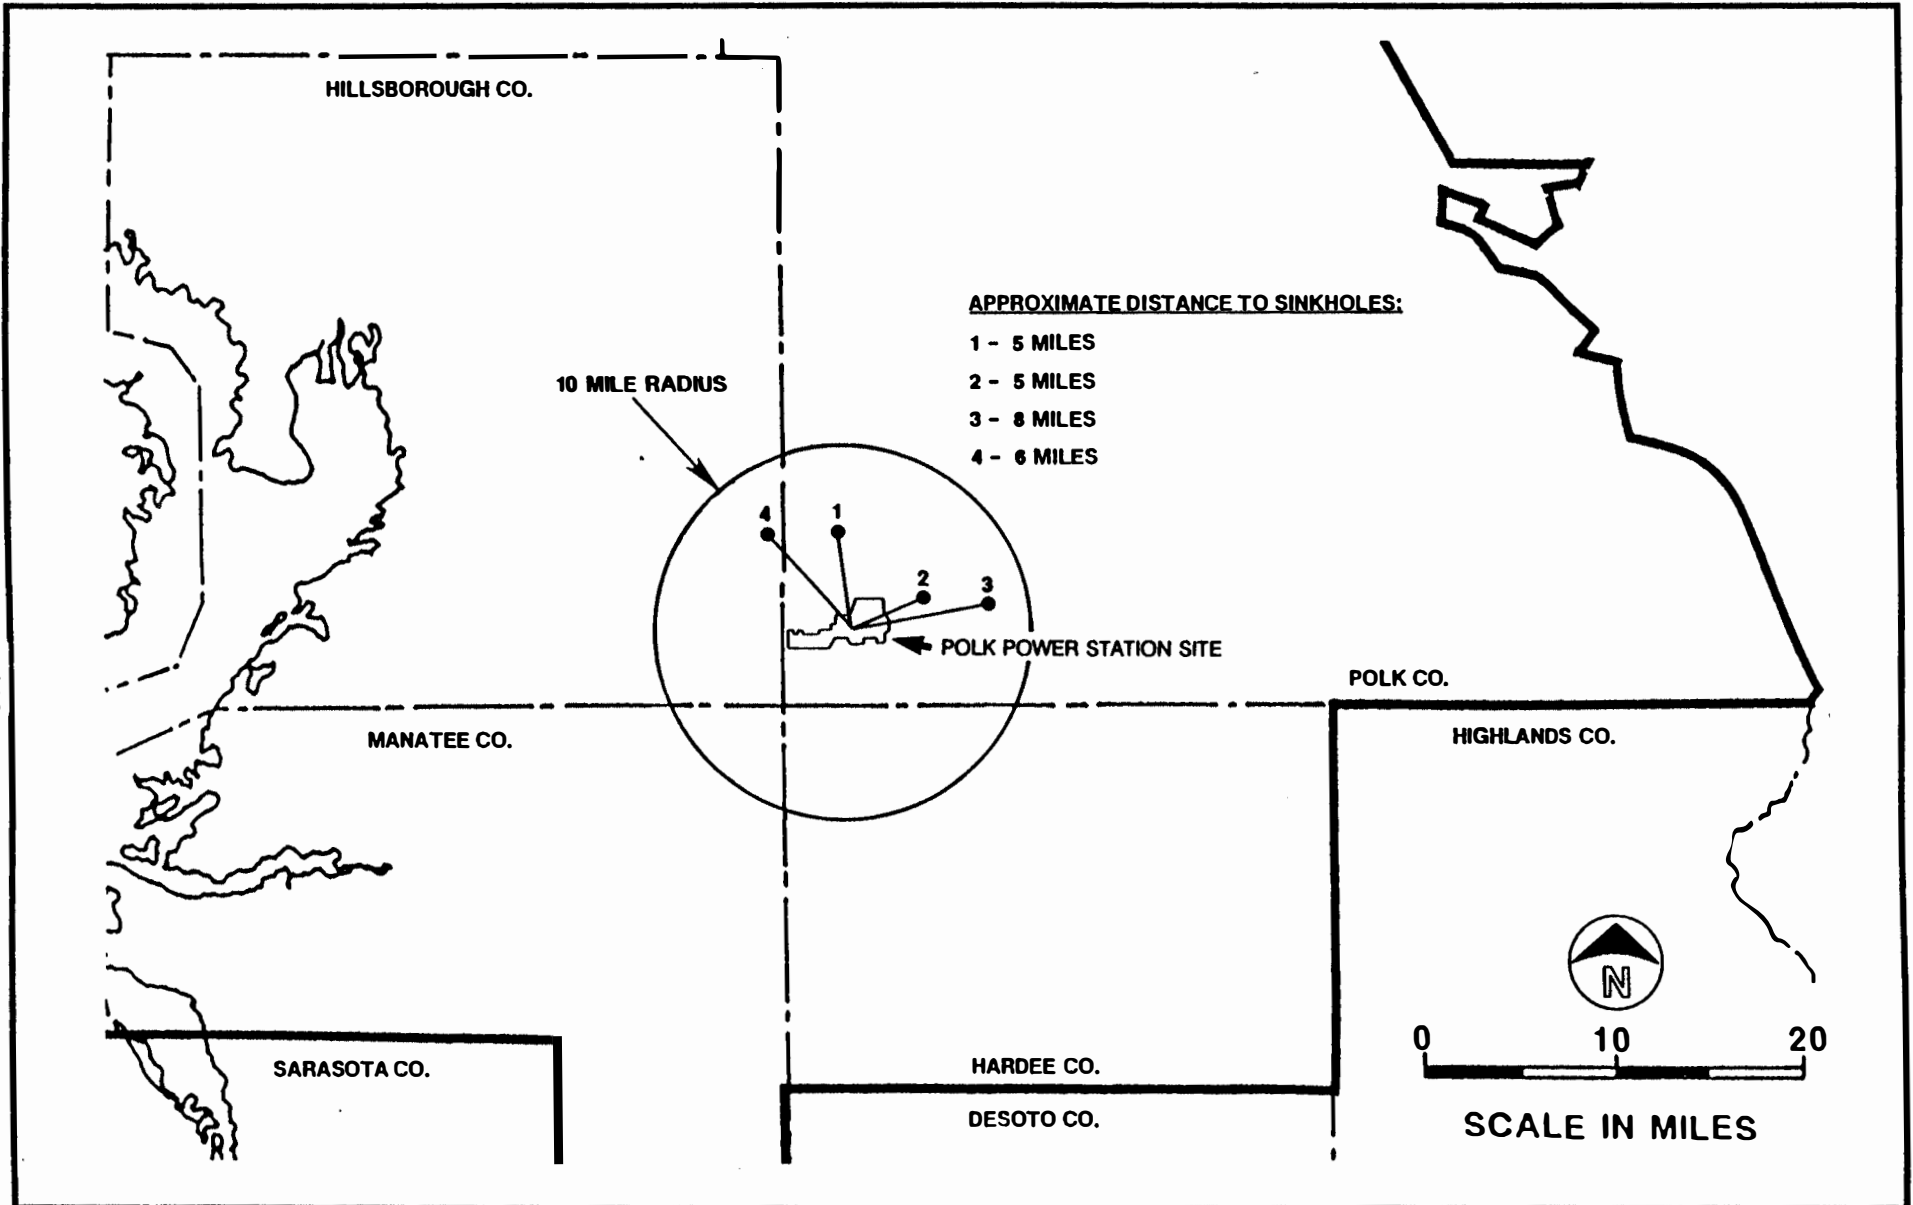 HILLSBOROUGH CO.
APPROXIMATE DISTANCE TO SINKHOLES:
1 - 5 MILES
2 - 5 MILES
3 - 8 MILES
4 - 6 MILES
10 MILE RADIUS
4
1
2
3
POLK POWER STATION SITE
POLK CO.
HIGHLANDS CO.
MANATEE CO.
N
0 10 20
SCALE IN MILES
SARASOTA CO.
HARDEE CO.
DESOTO CO.